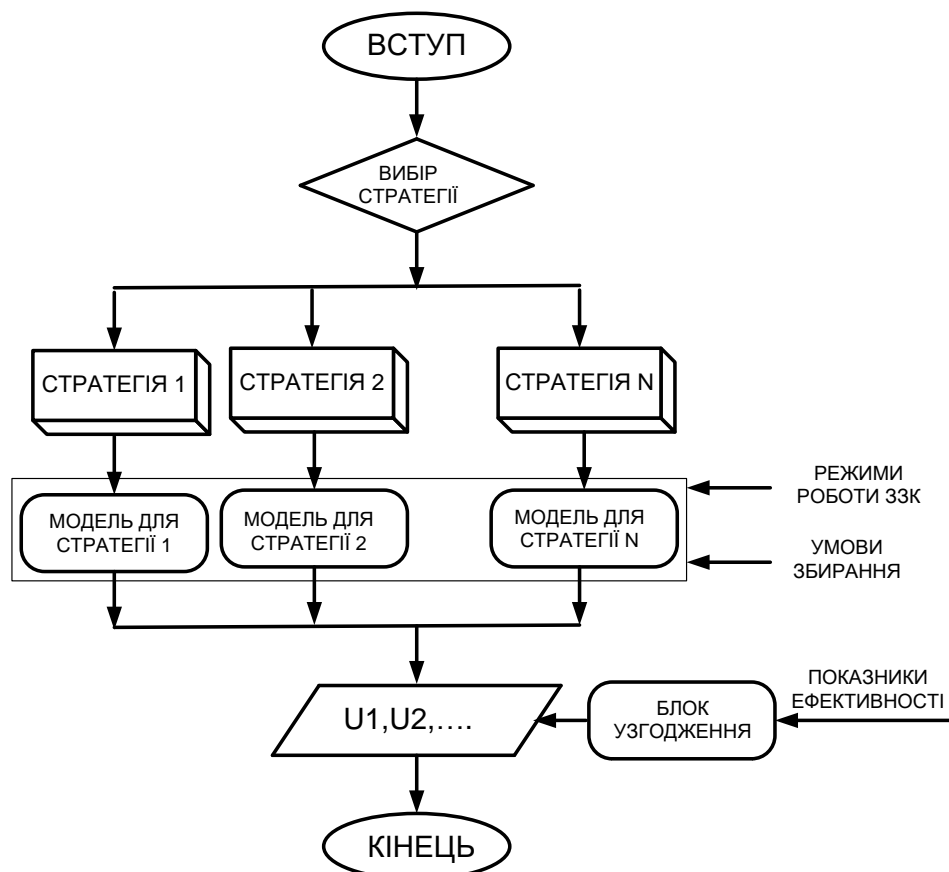 ВСТУП
ВИБІР
СТРАТЕГІЇ
СТРАТЕГІЯ 1
СТРАТЕГІЯ 2
СТРАТЕГІЯ N
РЕЖИМИ
РОБОТИ ЗЗК
МОДЕЛЬ ДЛЯ
СТРАТЕГІЇ 1
МОДЕЛЬ ДЛЯ
СТРАТЕГІЇ 2
МОДЕЛЬ ДЛЯ
СТРАТЕГІЇ N
УМОВИ
ЗБИРАННЯ
U1,U2,....
БЛОК
УЗГОДЖЕННЯ
ПОКАЗНИКИ
ЕФЕКТИВНОСТІ
КІНЕЦЬ